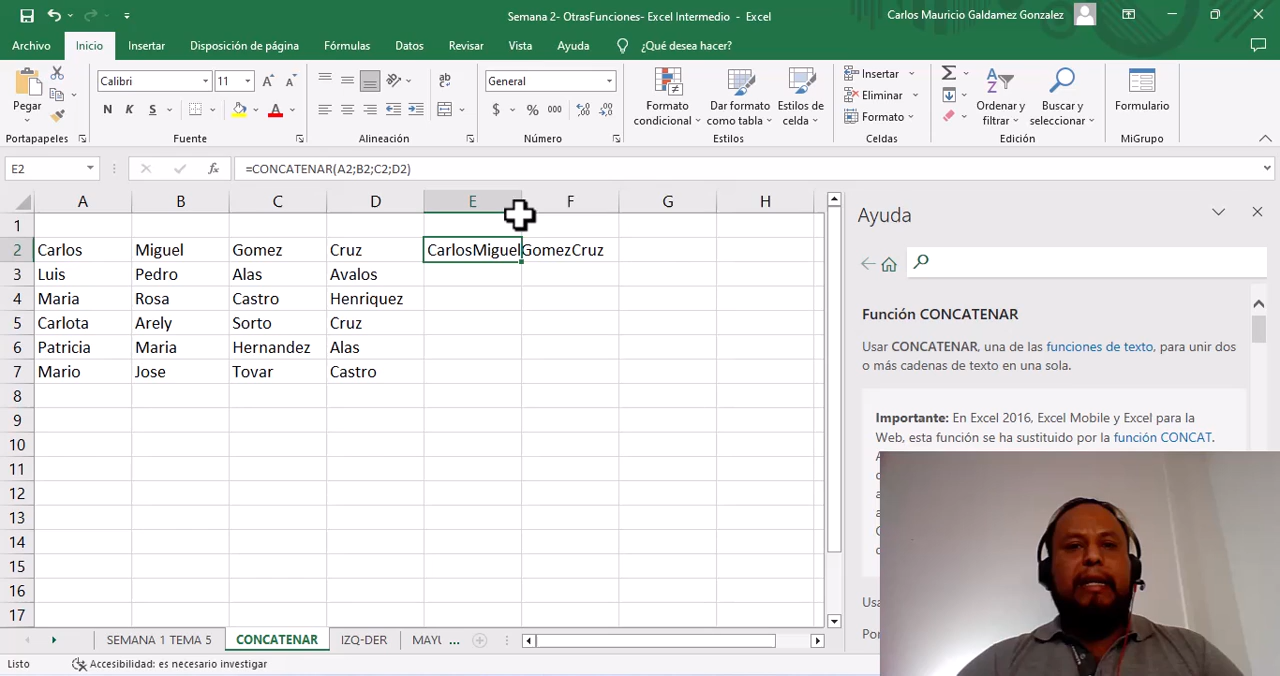 Semana 2- OtrasFunciones- Excel Intermedio - Excel
Carlos Mauricio Galdamez Gonzalez
Archivo Inicio Insertar Disposición de página Fórmulas Datos Revisar Vista Ayuda ¿Qué desea hacer?
Pegar
Calibri 11
N K S
General
$ % 000
Formato condicional
Dar formato como tabla
Estilos de celda
Insertar
Eliminar
Formato
Ordenar y filtrar
Buscar y seleccionar
Formulario
Portapapeles Fuente Alineación Número Estilos Celdas Edición MiGrupo
E2 fx =CONCATENAR(A2;B2;C2;D2)
A B C D E F G H
1
2 Carlos Miguel Gomez Cruz CarlosMiguelGomezCruz
3 Luis Pedro Alas Avalos
4 Maria Rosa Castro Henriquez
5 Carlota Arely Sorto Cruz
6 Patricia Maria Hernandez Alas
7 Mario Jose Tovar Castro
8
9
10
11
12
13
14
15
16
17
Ayuda
Función CONCATENAR
Usar CONCATENAR, una de las funciones de texto, para unir dos
o más cadenas de texto en una sola.
Importante: En Excel 2016, Excel Mobile y Excel para la
Web, esta función se ha sustituido por la función CONCAT.
SEMANA 1 TEMA 5 CONCATENAR IZQ-DER ...
Listo Accesibilidad: es necesario investigar